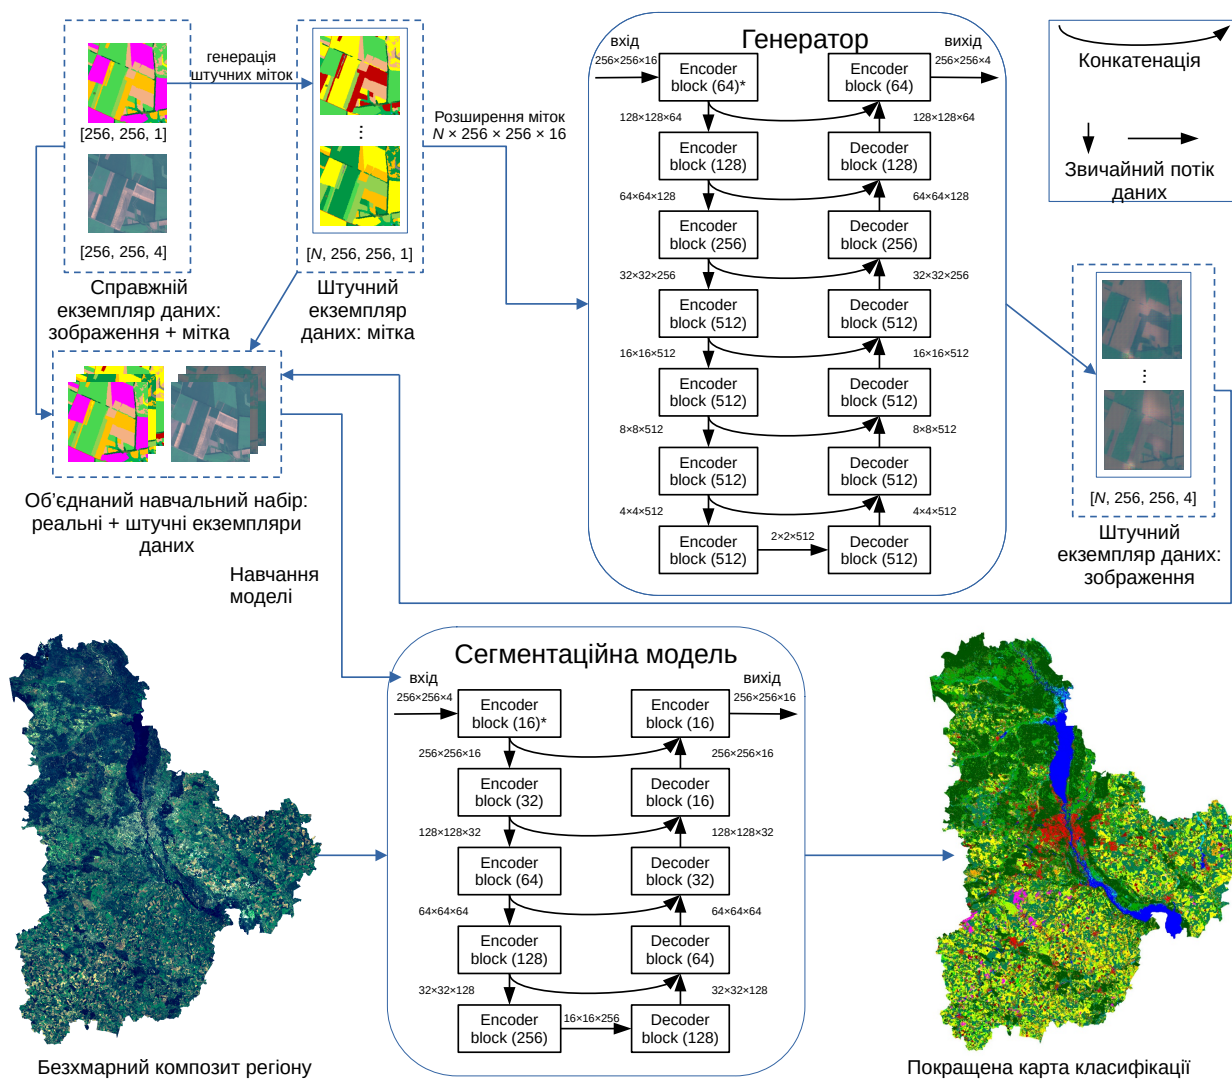 генерація
штучних міток
[256, 256, 1]
[256, 256, 4]
Справжній
екземпляр даних:
зображення + мітка
...
[N, 256, 256, 1]
Штучний
екземпляр
даних: мітка
Розширення міток
N × 256 × 256 × 16
Об'єднаний навчальний набір:
реальні + штучні екземпляри
даних
Навчання
моделі
Генератор
вхід
256×256×16
вихід
256×256×4
Encoder
block (64)*
Encoder
block (64)
128×128×64
128×128×64
Encoder
block (128)
Decoder
block (128)
64×64×128
64×64×128
Encoder
block (256)
Decoder
block (256)
32×32×256
32×32×256
Encoder
block (512)
Decoder
block (512)
16×16×512
16×16×512
Encoder
block (512)
Decoder
block (512)
8×8×512
8×8×512
Encoder
block (512)
Decoder
block (512)
4×4×512
4×4×512
Encoder
block (512)
2×2×512
Decoder
block (512)
Конкатенація
Звичайний потік
даних
...
[N, 256, 256, 4]
Штучний
екземпляр даних:
зображення
Сегментаційна модель
вхід
256×256×4
вихід
256×256×16
Encoder
block (16)*
Encoder
block (16)
256×256×16
256×256×16
Encoder
block (32)
Decoder
block (16)
128×128×32
128×128×32
Encoder
block (64)
Decoder
block (32)
64×64×64
64×64×64
Encoder
block (128)
Decoder
block (64)
32×32×128
32×32×128
Encoder
block (256)
16×16×256
Decoder
block (128)
Безхмарний композит регіону
Покращена карта класифікації